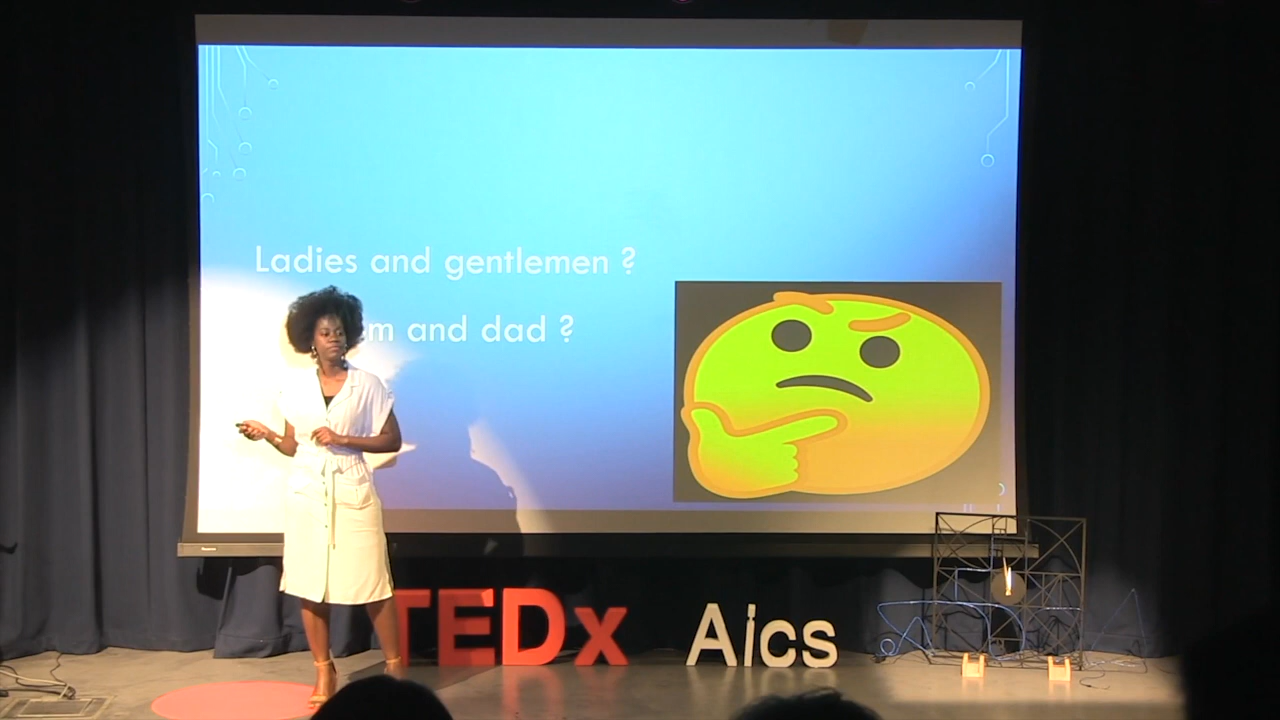 Ladies and gentlemen ?
and dad ?
TEDx Aics